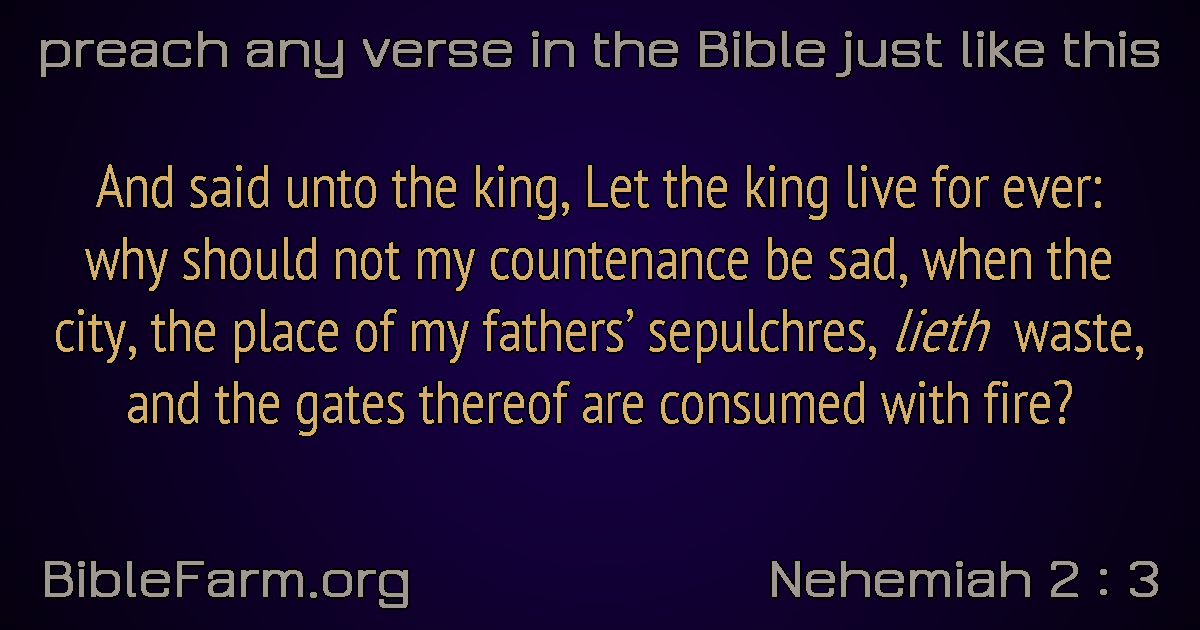 preach any verse in the Bible just like this
And said unto the king, Let the king live for ever:
why should not my countenance be sad, when the
city, the place of my fathers’ sepulchres, lieth waste,
and the gates thereof are consumed with fire?
BibleFarm.org
Nehemiah 2 : 3